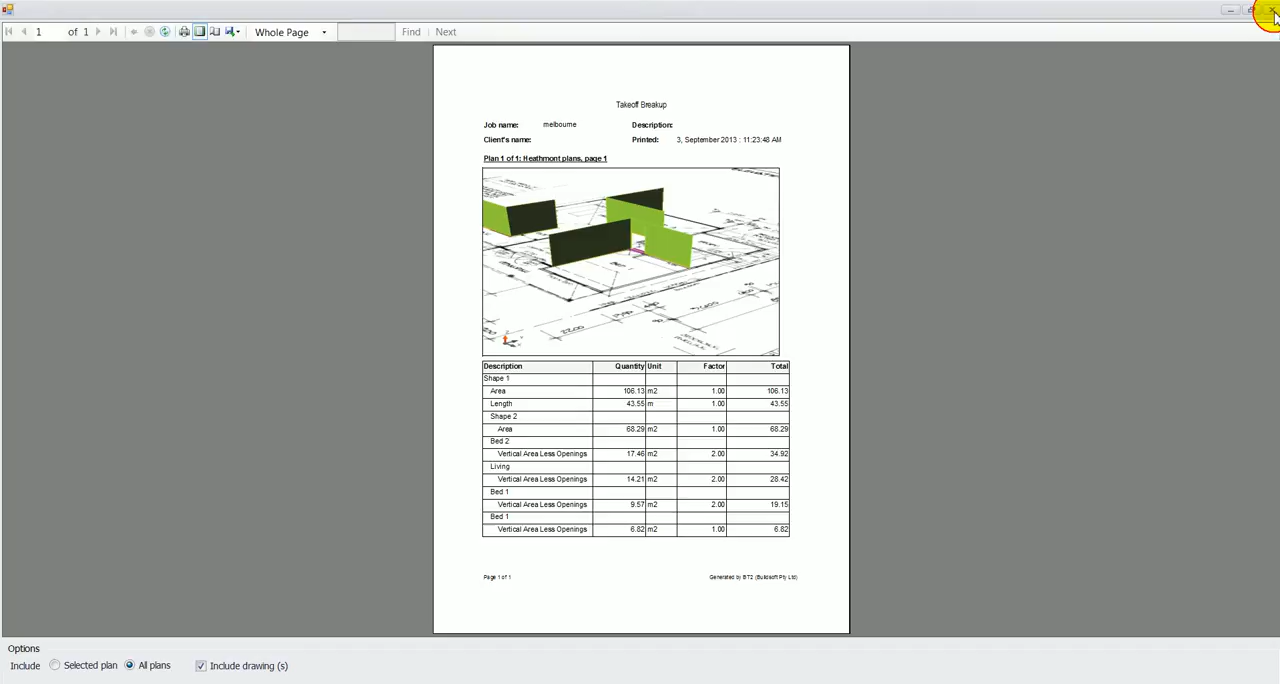 1 of 1 Whole Page Find Next
Takeoff Breakup
Job name: melbourne Description:
Client's name: Printed: 3, September 2013 : 11:23:48 AM
Plan 1 of 1: Heathmont plans, page 1
Description Quantity Unit Factor Total
Shape 1
Area 106.13 m2 1.00 106.13
Length 43.55 m 1.00 43.55
Shape 2
Area 68.29 m2 1.00 68.29
Bed 2
Vertical Area Less Openings 17.46 m2 2.00 34.92
Living
Vertical Area Less Openings 14.21 m2 2.00 28.42
Bed 1
Vertical Area Less Openings 9.57 m2 2.00 19.15
Bed 1
Vertical Area Less Openings 6.82 m2 1.00 6.82
Page 1 of 1 Generated by BT2 (Buildsoft Pty Ltd)
Options
Include Selected plan All plans Include drawing (s)